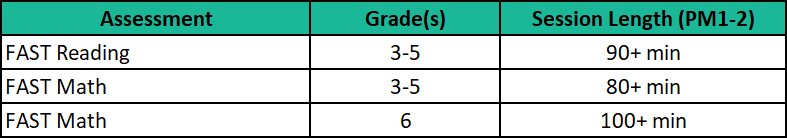 Assessment Grade(s) Session Length (PM1-2)
FAST Reading 3-5 90+ min
FAST Math 3-5 80+ min
FAST Math 6 100+ min